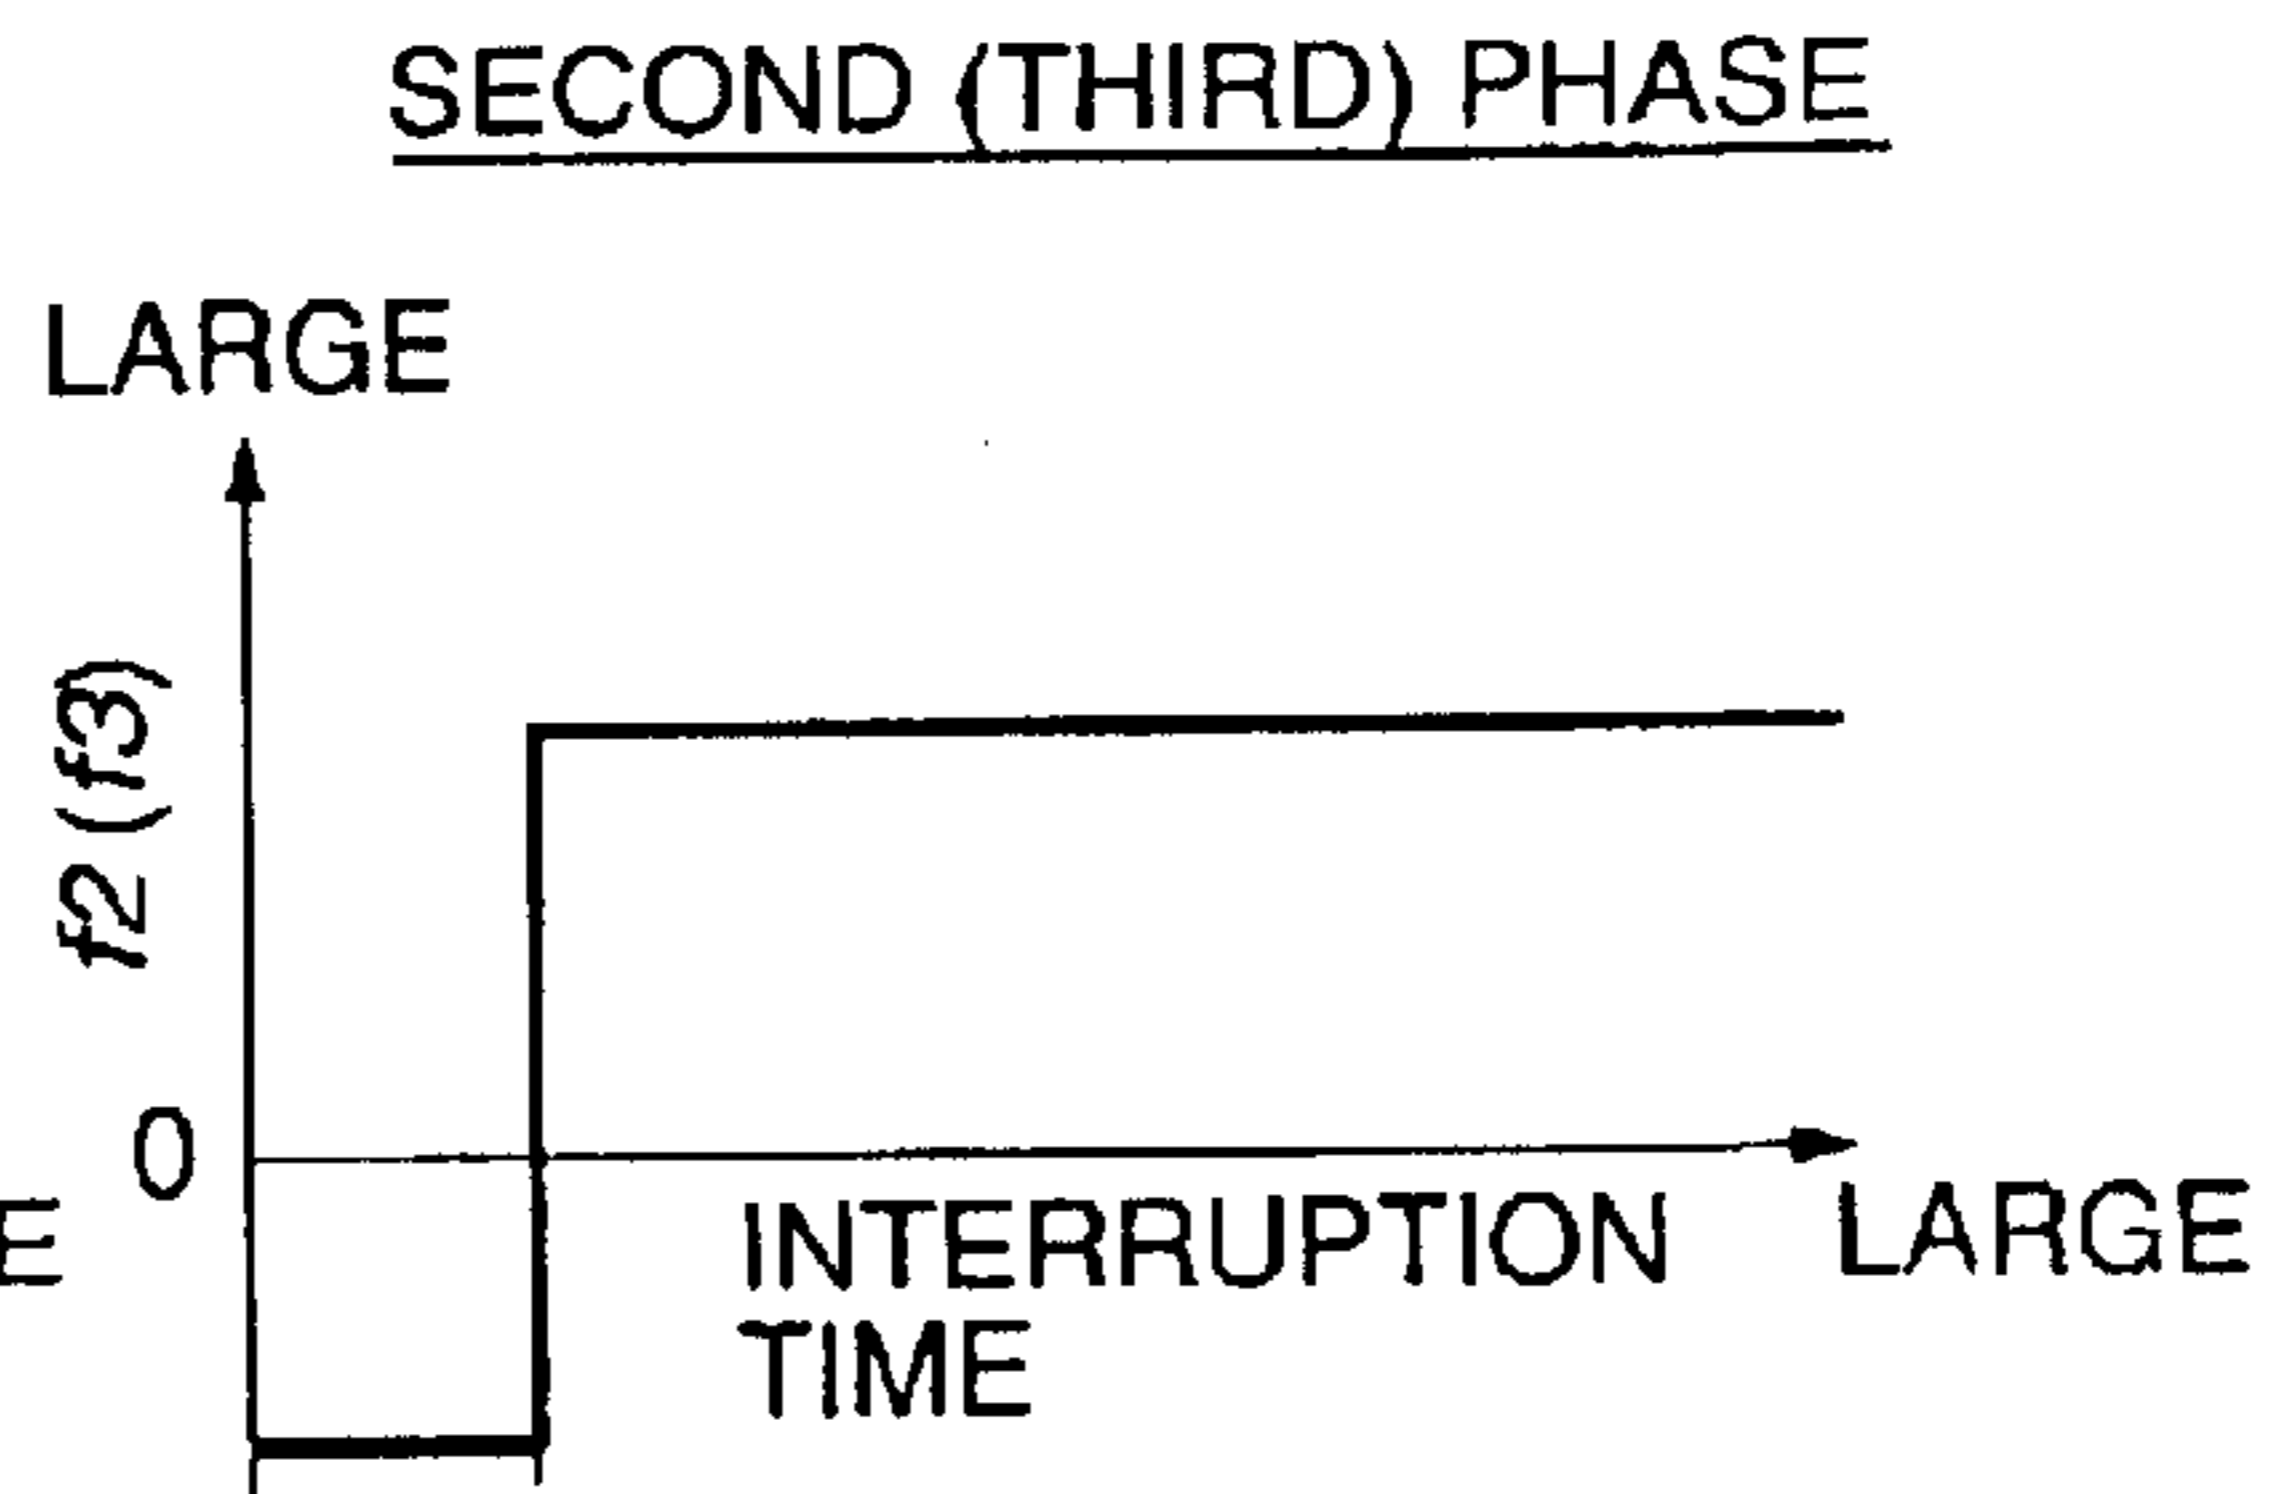 SECOND (THIRD) PHASE
LARGE
f2 (f3)
0
E
INTERRUPTION
TIME
LARGE